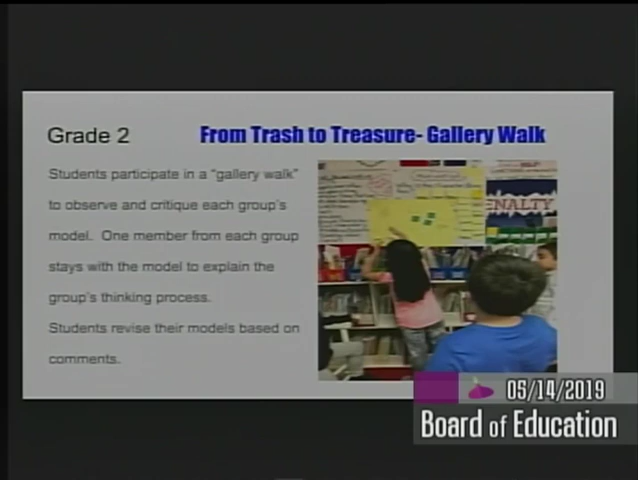 Grade 2
From Trash to Treasure- Gallery Walk
Students participate in a "gallery walk"
to observe and critique each group's
model. One member from each group
stays with the model to explain the
group's thinking process.
Students revise their models based on
comments.
ENALTY
05/14/2019
Board of Education